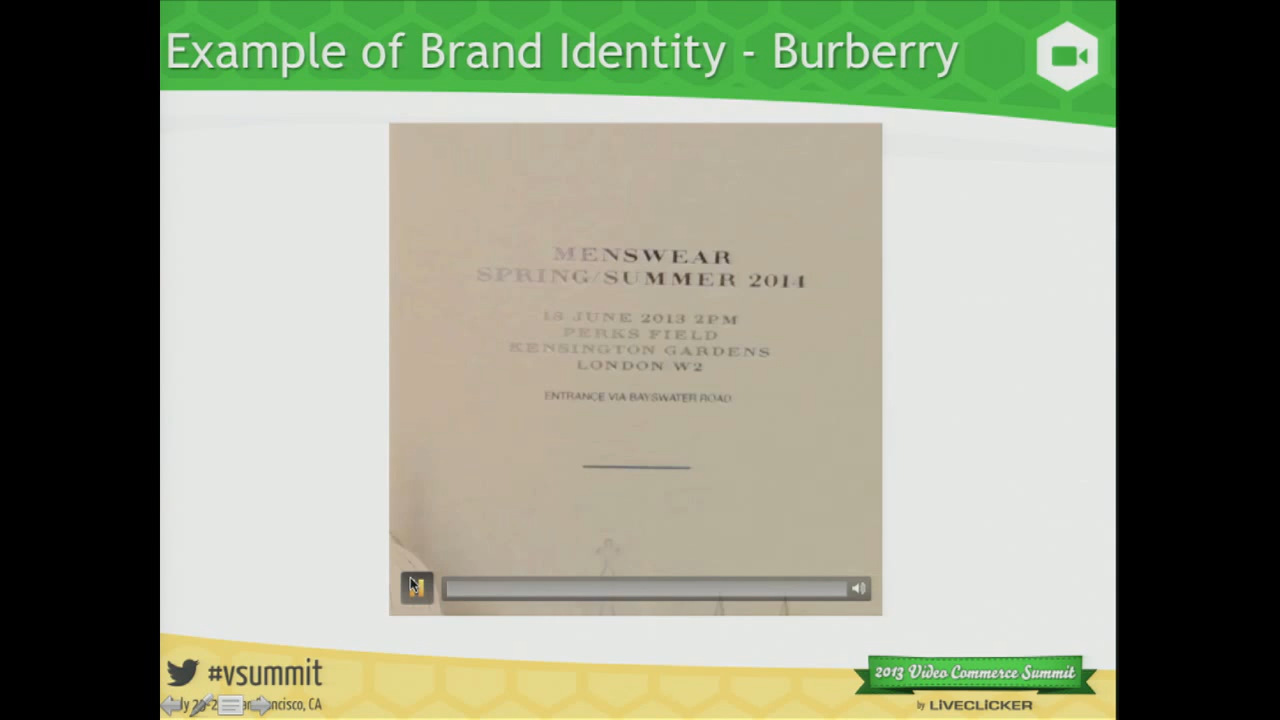 Example of Brand Identity - Burberry
MENSWEAR
SPRING/SUMMER 2014
18 JUNE 2013 2PM
PERKS FIELD
KENSINGTON GARDENS
LONDON W2
ENTRANCE VIA BAYSWATER ROAD
#vsummit
2013 Video Commerce Summit
by LIVECLICKER
CA